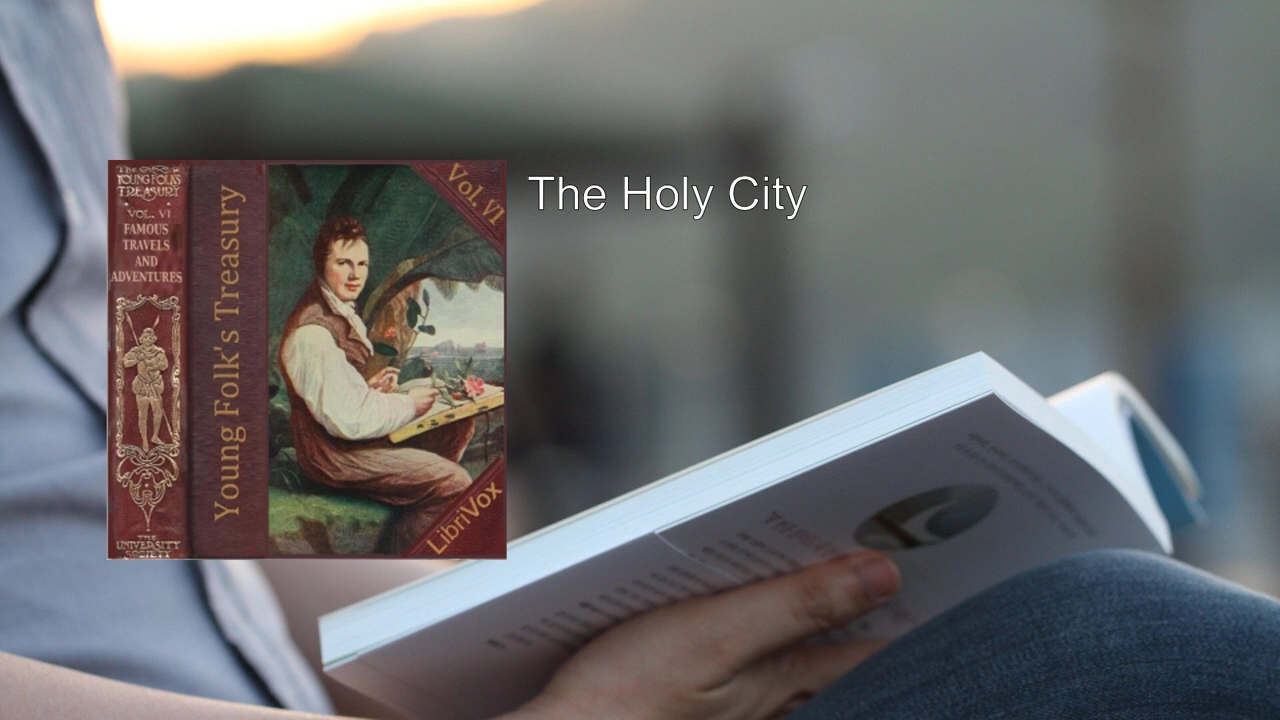 The Holy City
THE
YOUNG FOLKS
TREASURY
VOL. VI
FAMOUS
TRAVELS
AND
ADVENTURES
THE
UNIVERSITY
SOCIETY
Young Folk's Treasury
Vol. VI
LibriVox